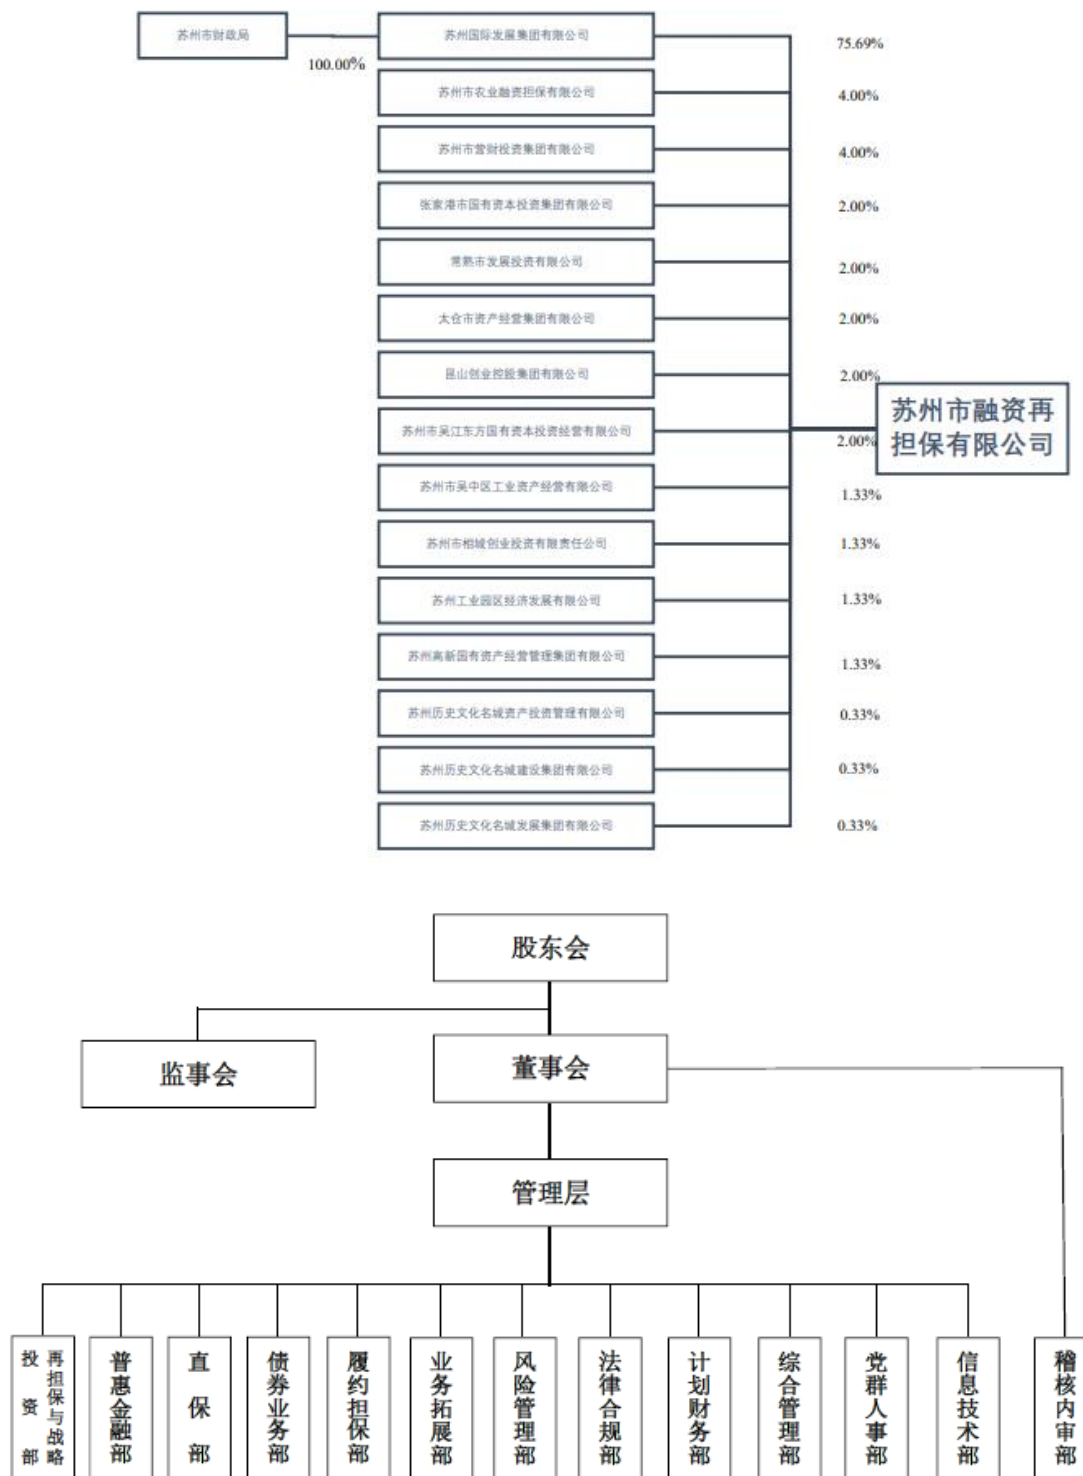 苏州市财政局
苏州国际发展集团有限公司
75.69%
100.00%
苏州市农业融资担保有限公司
4.00%
苏州市营财投资集团有限公司
4.00%
张家港市国有资本投资集团有限公司
2.00%
常熟市发展投资有限公司
2.00%
太仓市资产经营集团有限公司
2.00%
昆山创业控股集团有限公司
2.00%
苏州市融资再
担保有限公司
苏州市吴江东方国有资本投资经营有限公司
2.00%
苏州市吴中区工业资产经营有限公司
1.33%
苏州市相城创业投资有限责任公司
1.33%
苏州工业园区经济发展有限公司
1.33%
苏州高新国有资产经营管理集团有限公司
1.33%
苏州历史文化名城资产投资管理有限公司
0.33%
苏州历史文化名城建设集团有限公司
0.33%
苏州历史文化名城发展集团有限公司
0.33%
股东会
监事会
董事会
管理层
再担保与战略
投资部
普惠金融部
直保部
债券业务部
履约担保部
业务拓展部
风险管理部
法律合规部
计划财务部
综合管理部
党群人事部
信息技术部
稽核内审部